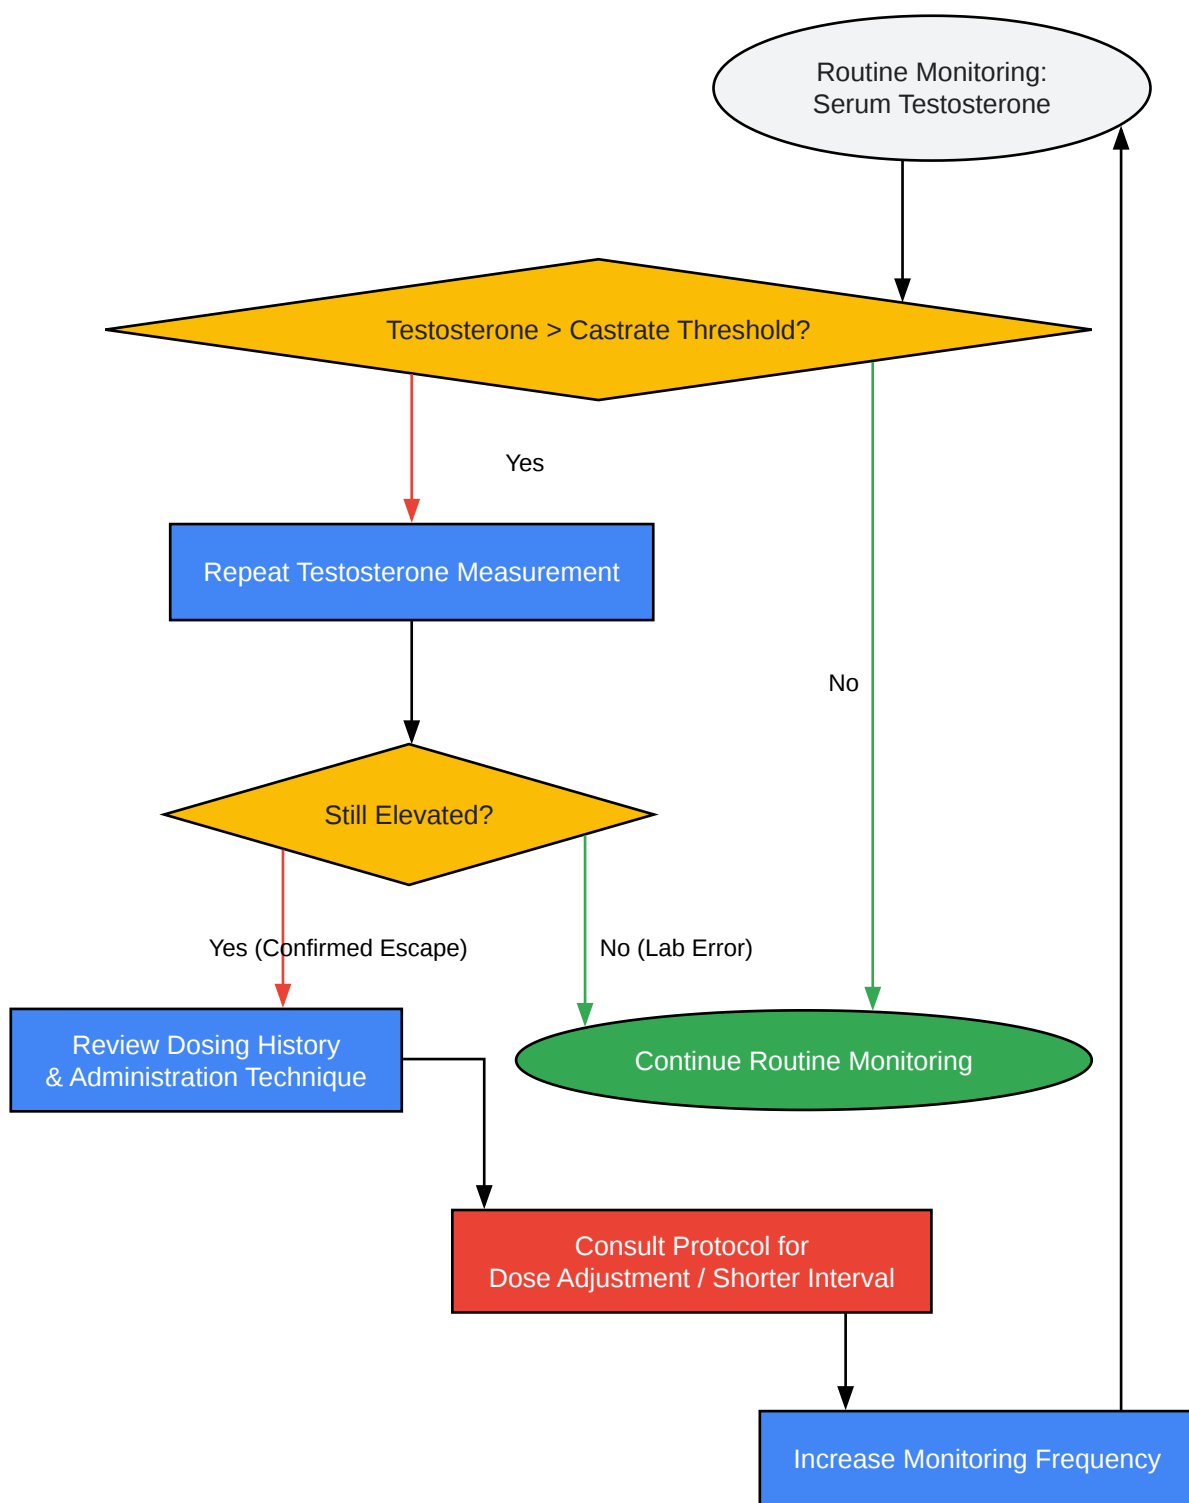 Routine Monitoring:
Serum Testosterone
Testosterone > Castrate Threshold?
Yes
Repeat Testosterone Measurement
No
Still Elevated?
Yes (Confirmed Escape)
No (Lab Error)
Review Dosing History
& Administration Technique
Continue Routine Monitoring
Consult Protocol for
Dose Adjustment / Shorter Interval
Increase Monitoring Frequency